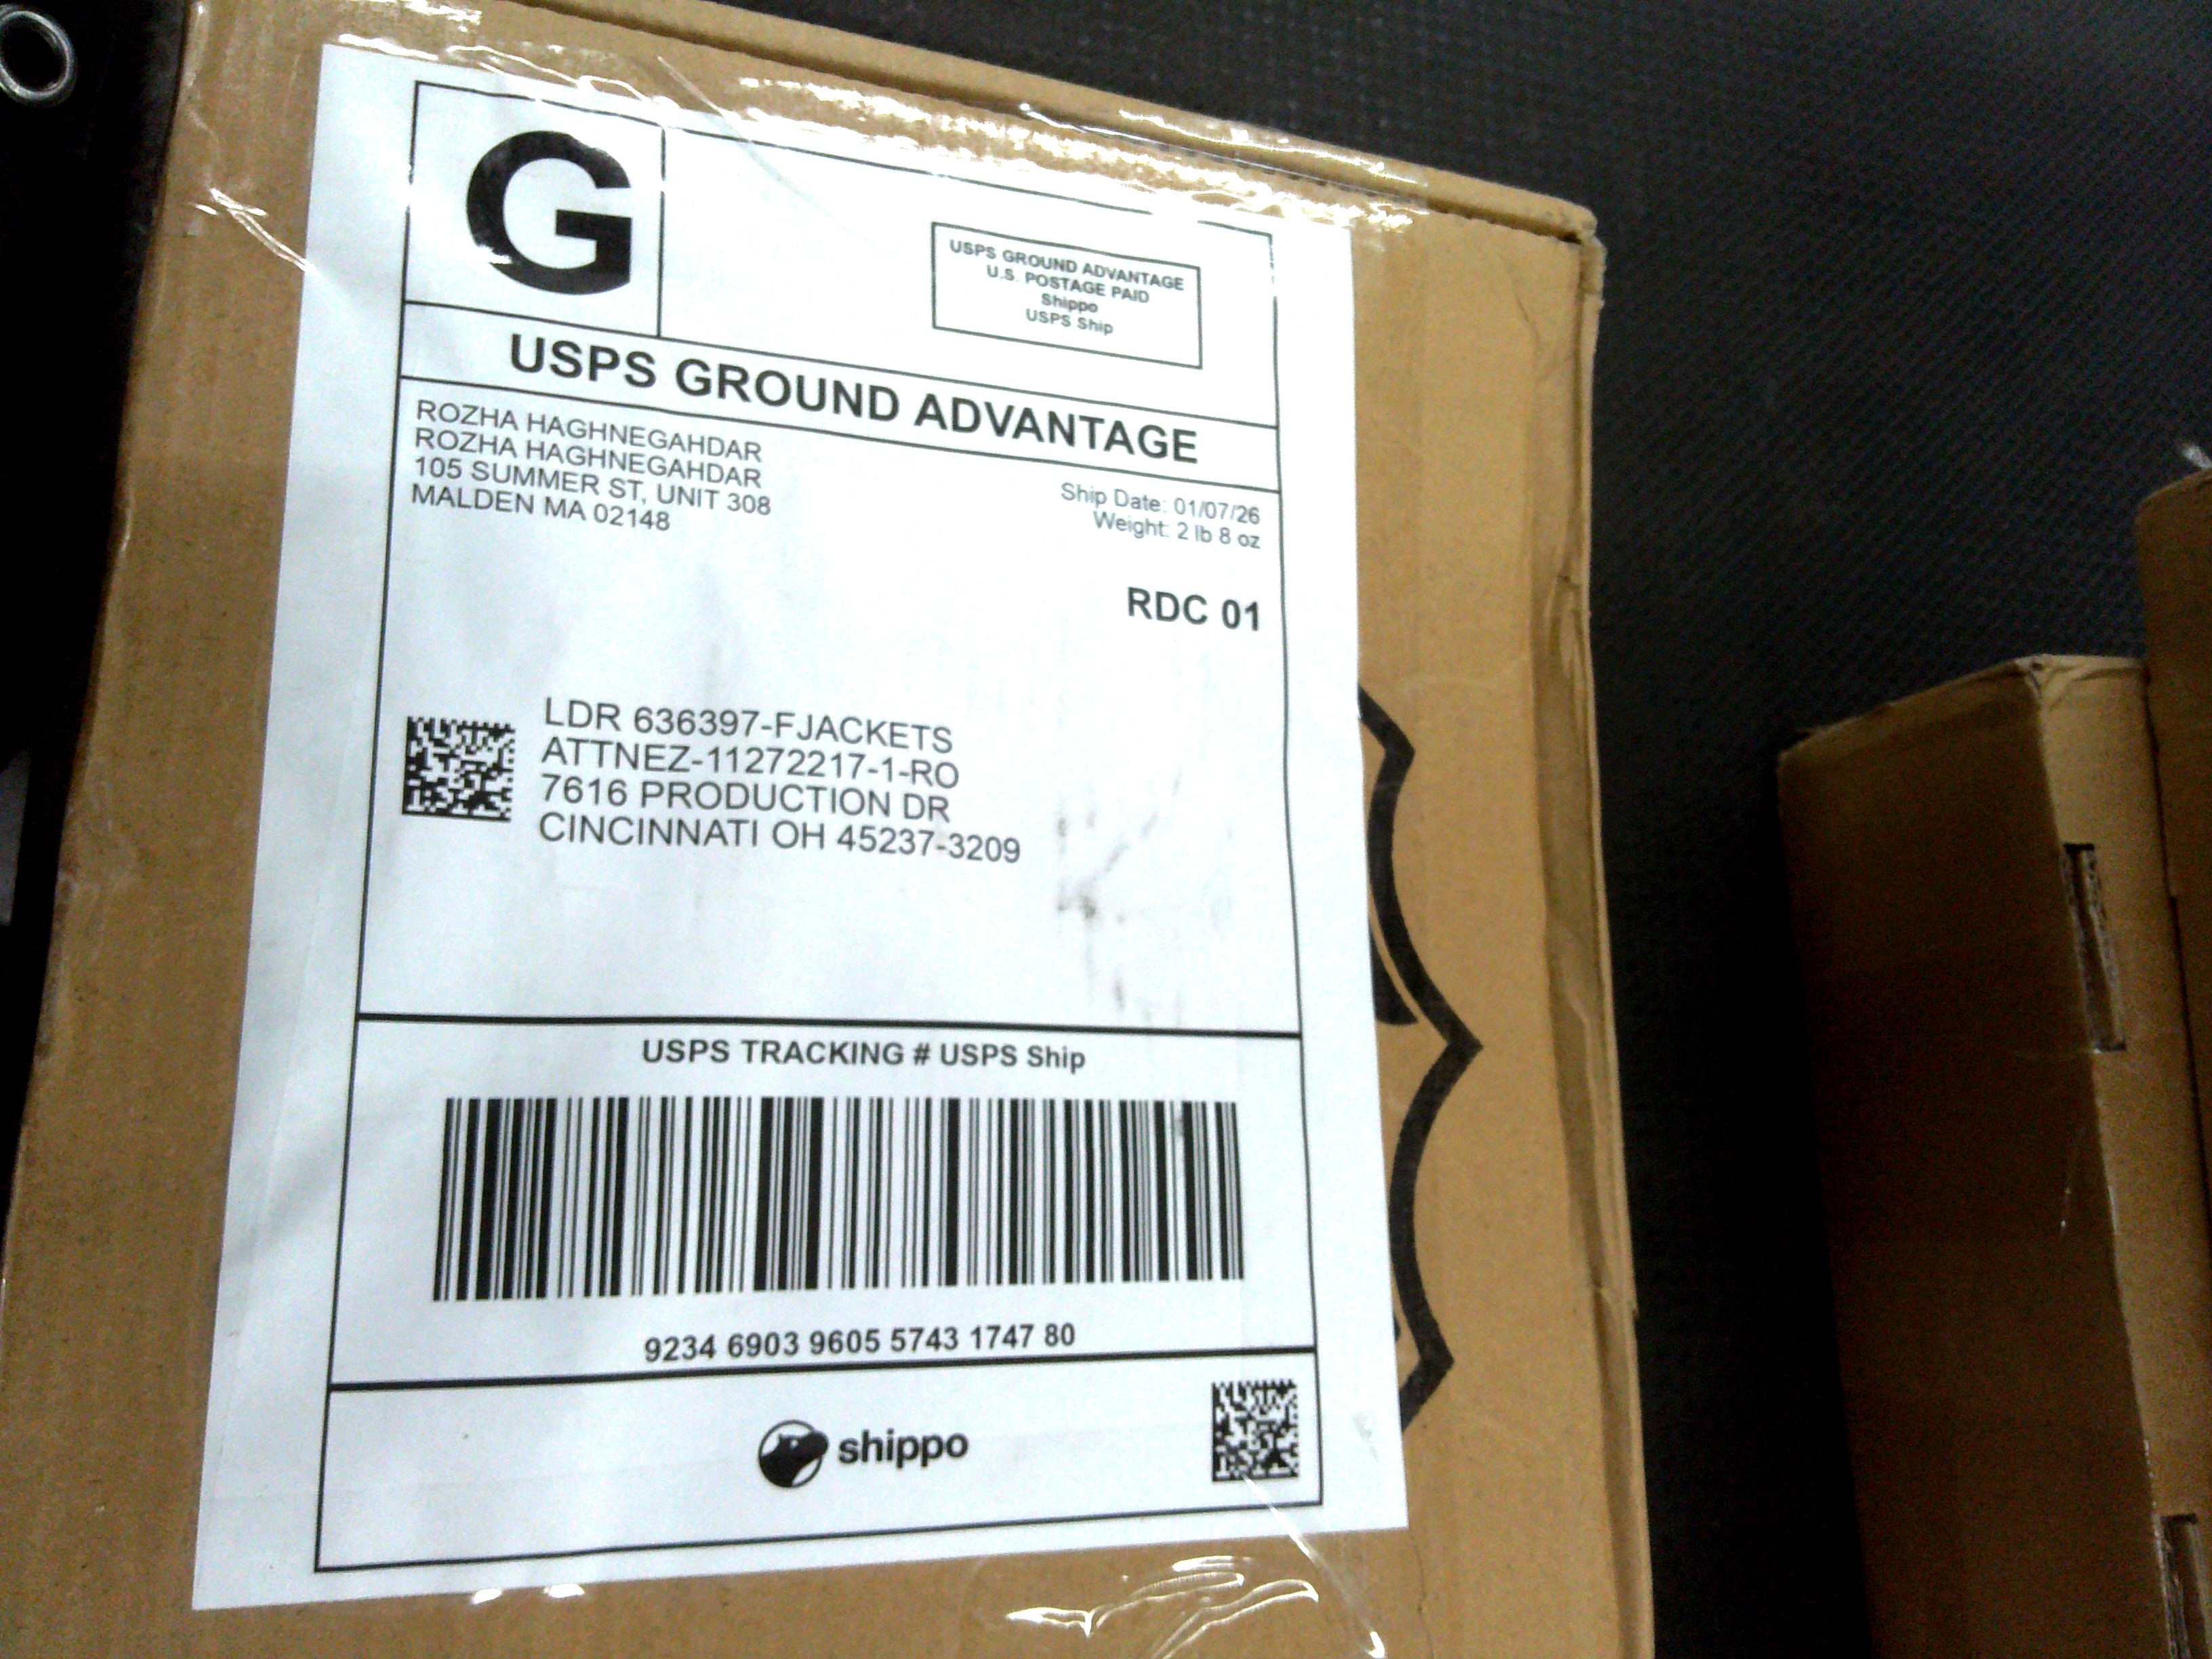 G
USPS GROUND ADVANTAGE
U.S. POSTAGE PAID
Shippo
USPS Ship
USPS GROUND ADVANTAGE
ROZHA HAGHNEGAHDAR
ROZHA HAGHNEGAHDAR
105 SUMMER ST, UNIT 308
MALDEN MA 02148
Ship Date: 01/07/26
Weight: 2 lb 8 oz
RDC 01
LDR 636397-FJACKETS
ATTNEZ-11272217-1-RO
7616 PRODUCTION DR
CINCINNATI OH 45237-3209
USPS TRACKING # USPS Ship
9234 6903 9605 5743 1747 80
shippo